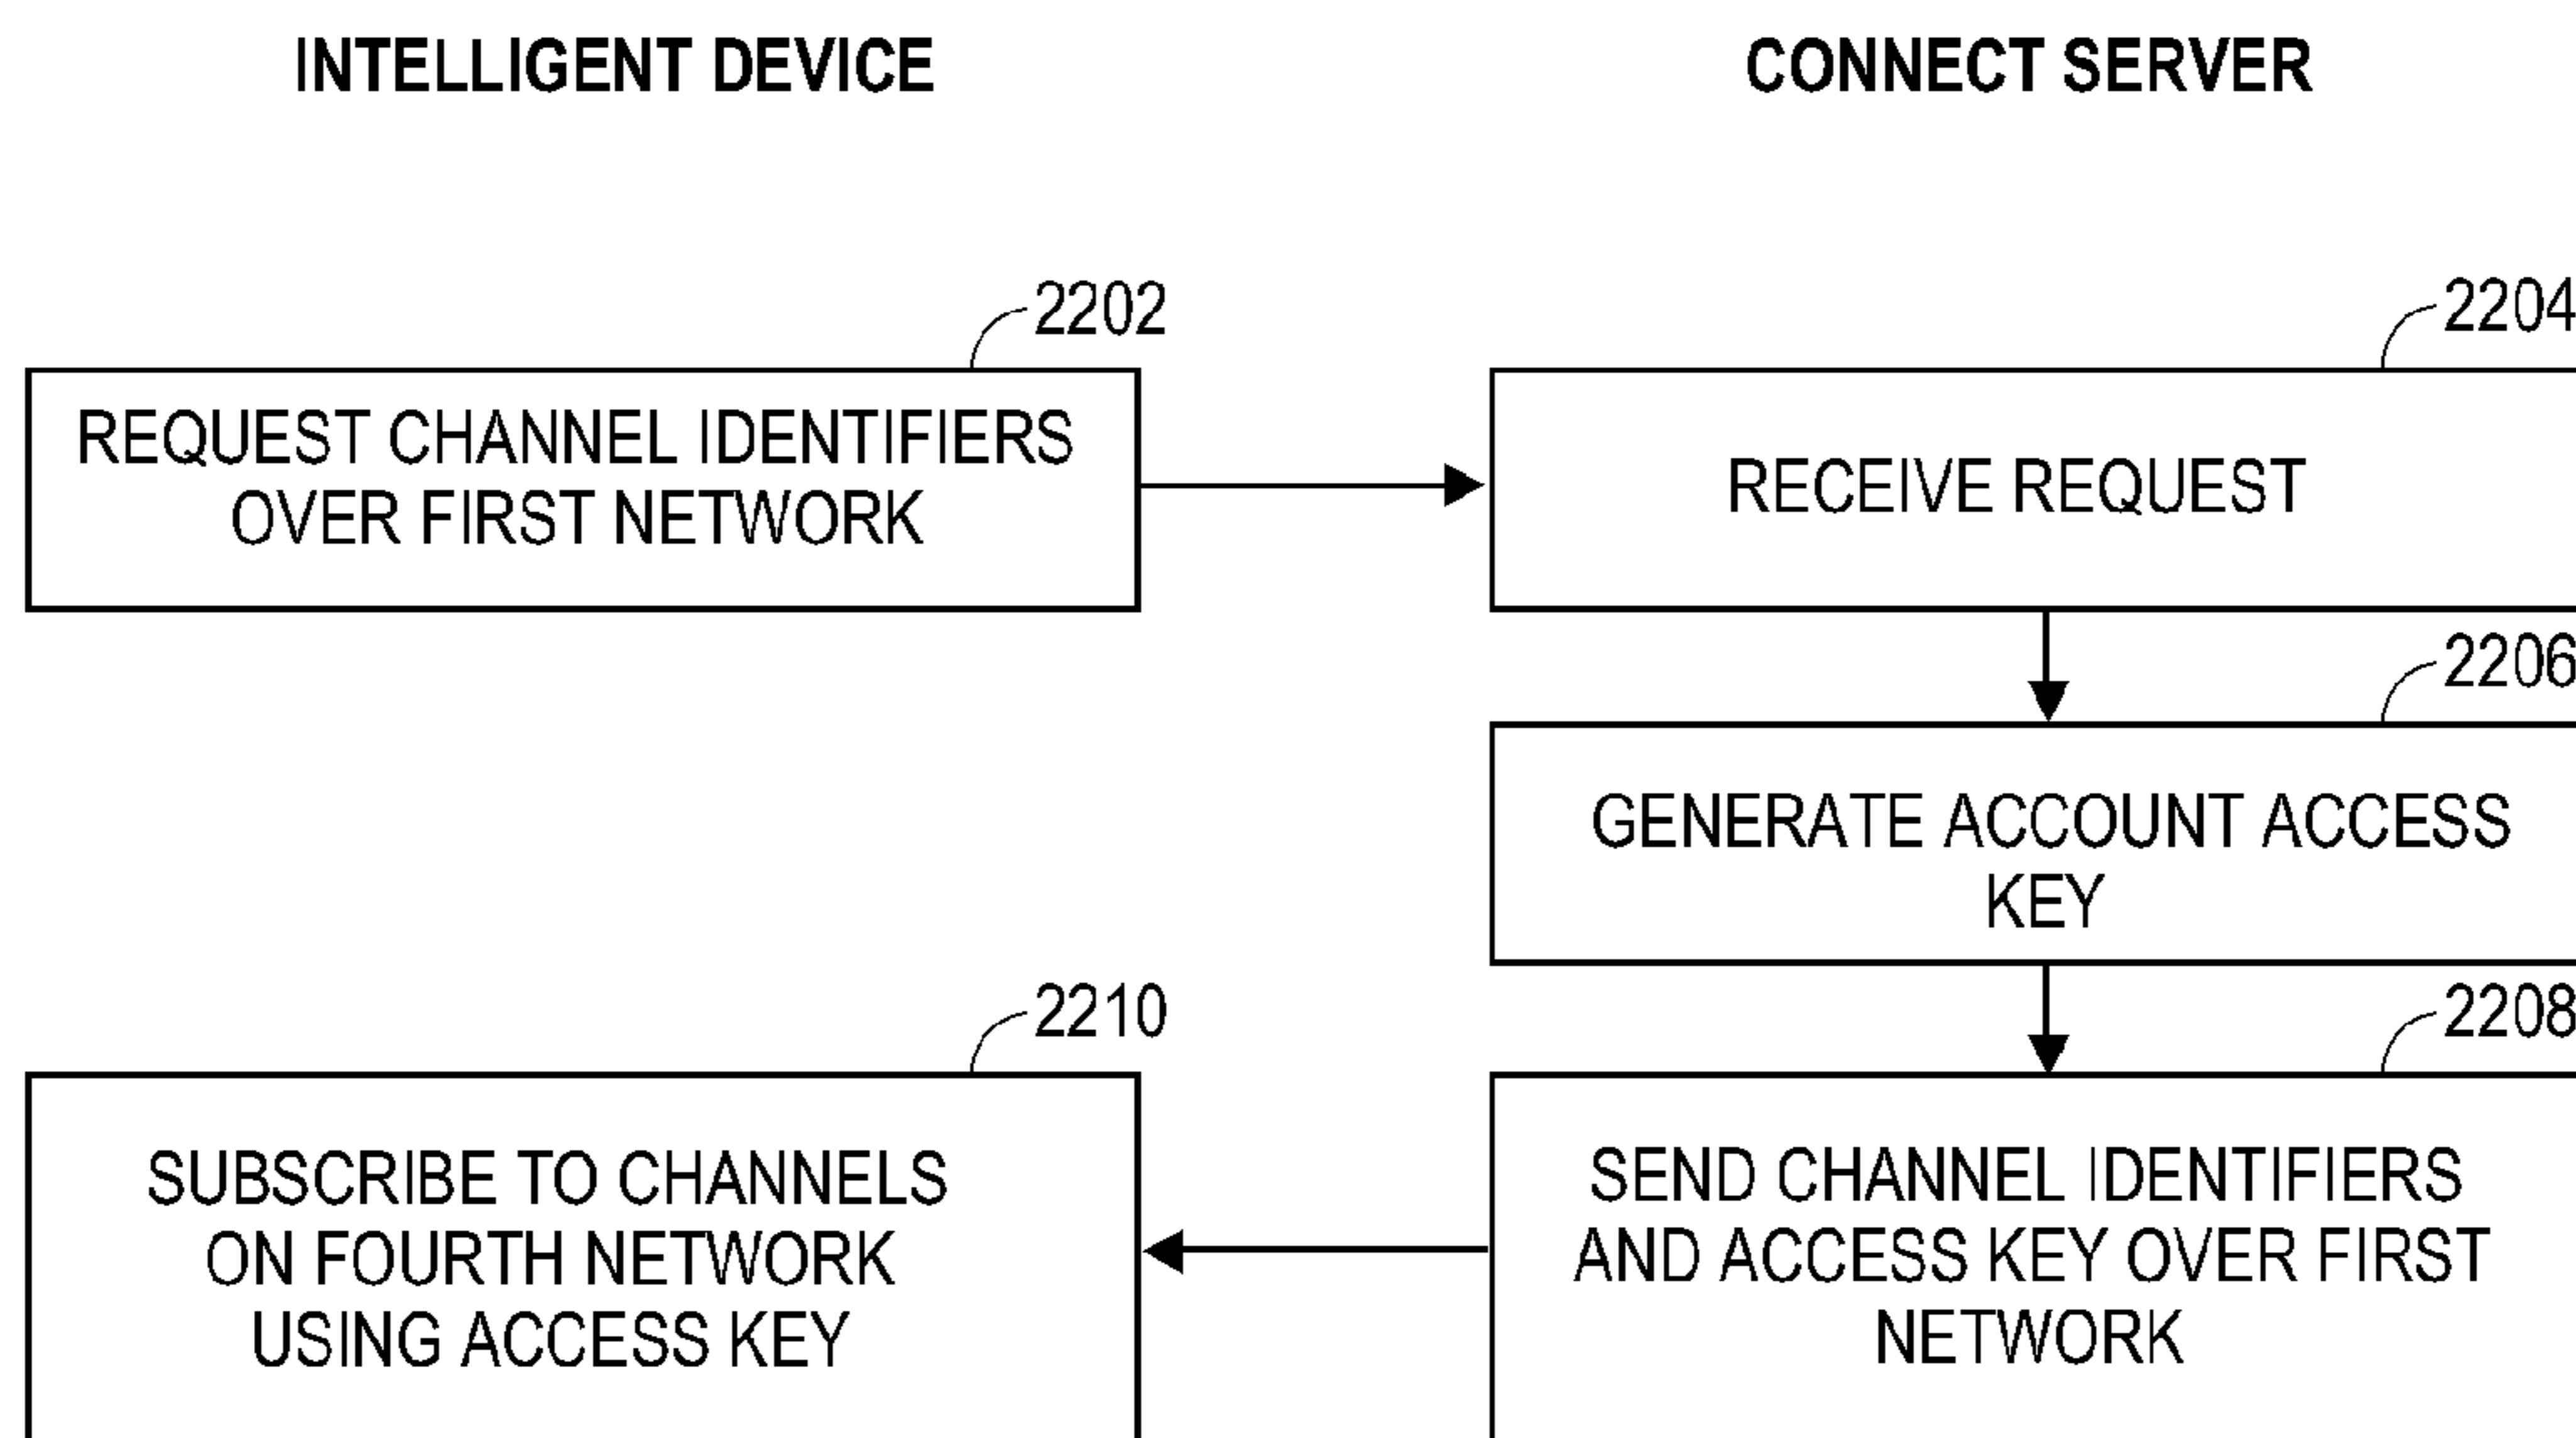 INTELLIGENT DEVICE
CONNECT SERVER
2202
2204
REQUEST CHANNEL IDENTIFIERS
OVER FIRST NETWORK
RECEIVE REQUEST
2206
GENERATE ACCOUNT ACCESS
KEY
2210
2208
SUBSCRIBE TO CHANNELS
ON FOURTH NETWORK
USING ACCESS KEY
SEND CHANNEL IDENTIFIERS
AND ACCESS KEY OVER FIRST
NETWORK